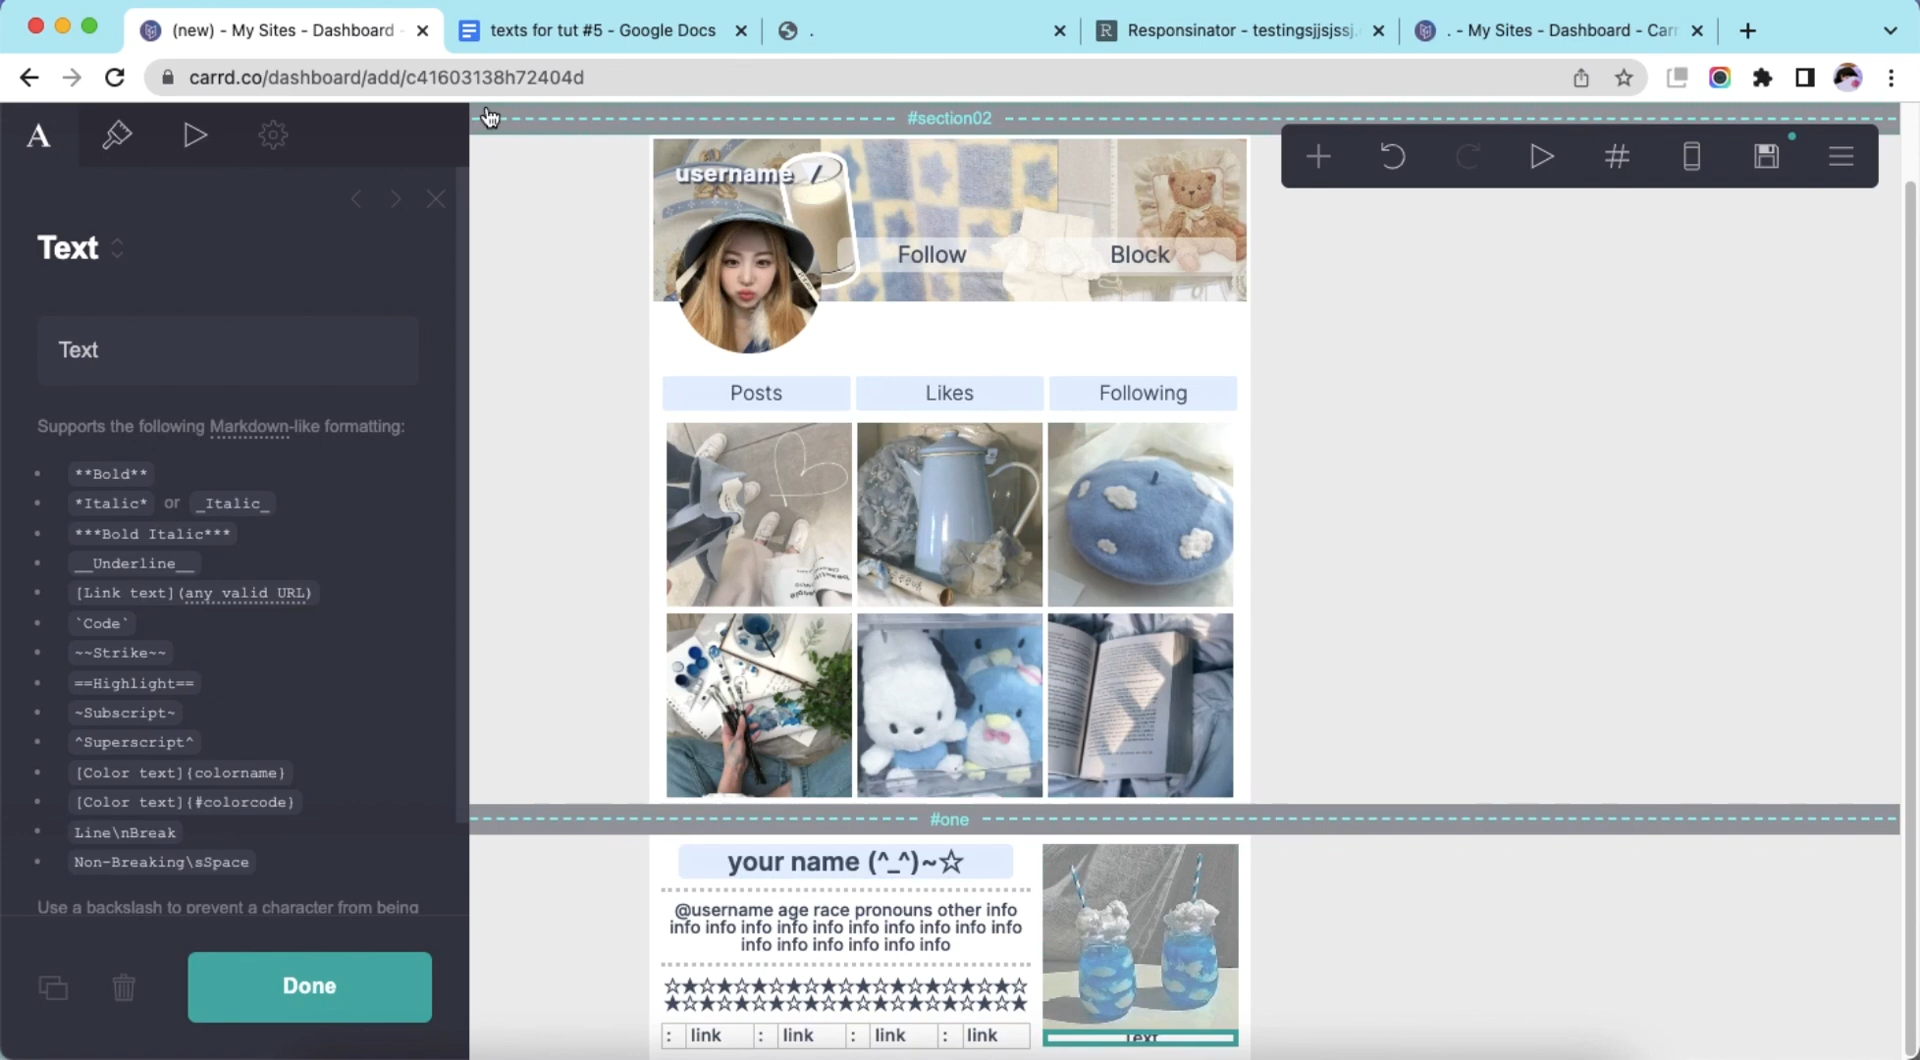 (new) - My Sites - Dashboard -
texts for tut #5 - Google Docs
.
Responsinator - testingsjjsjssj.
. - My Sites - Dashboard - Carr
carrd.co/dashboard/add/c41603138h72404d
A
Text
Text
Supports the following Markdown-like formatting:
**Bold**
*Italic* or _Italic_
***Bold Italic***
__Underline__
[Link text](any valid URL)
`Code`
~~Strike~~
==Highlight==
~Subscript~
^Superscript^
[Color text]{colorname}
[Color text]{#colorcode}
Line\nBreak
Non-Breaking\sSpace
Use a backslash to prevent a character from being
Done
#section02
username
Follow
Block
Posts
Likes
Following
#one
your name (^_^)~☆
@username age race pronouns other info
info info info info info info info info info info
info info info info info info
☆★☆★☆★☆★☆★☆★☆★☆★☆★☆★☆
★☆★☆★☆★☆★☆★☆★☆★☆★☆★☆★
: link : link : link : link
Text